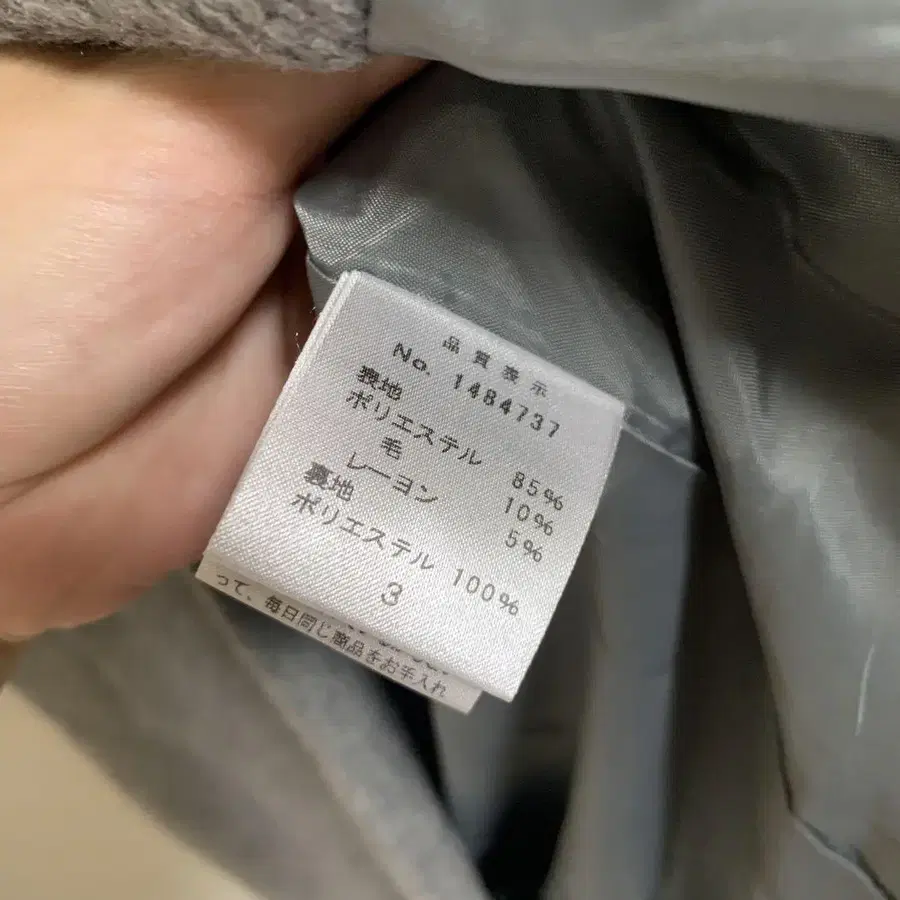 品質表示
No. 1484737
表地
ポリエステル 85%
毛 10%
レーヨン 5%
裏地
ポリエステル 100%
3
って、毎日同じ商品をお手入れ